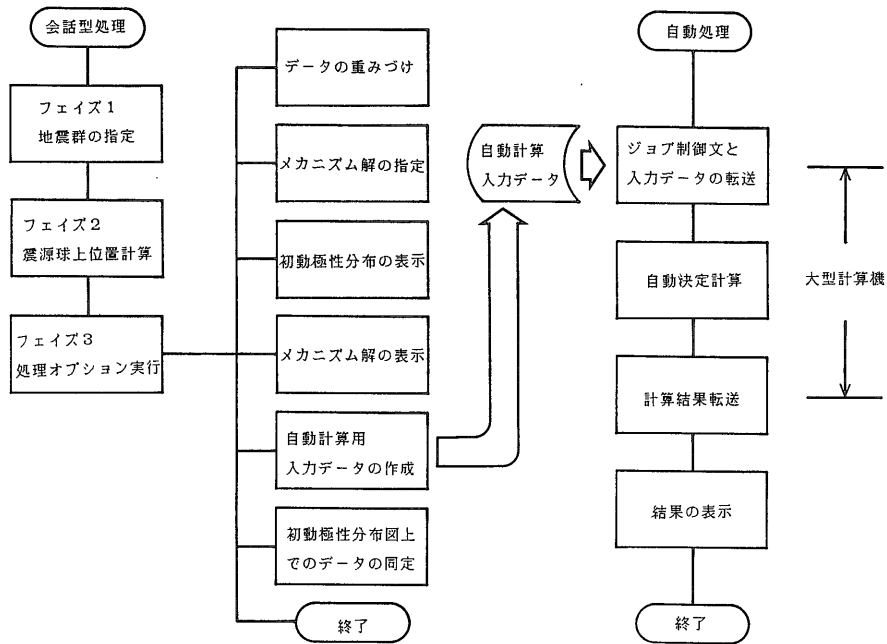 会話型処理
フェイズ1
地震群の指定
フェイズ2
震源球上位置計算
フェイズ3
処理オプション実行
データの重みづけ
メカニズム解の指定
初動極性分布の表示
メカニズム解の表示
自動計算用
入力データの作成
初動極性分布図上
でのデータの同定
終了
自動計算
入力データ
自動処理
ジョブ制御文と
入力データの転送
自動決定計算
計算結果転送
結果の表示
終了
大型計算機